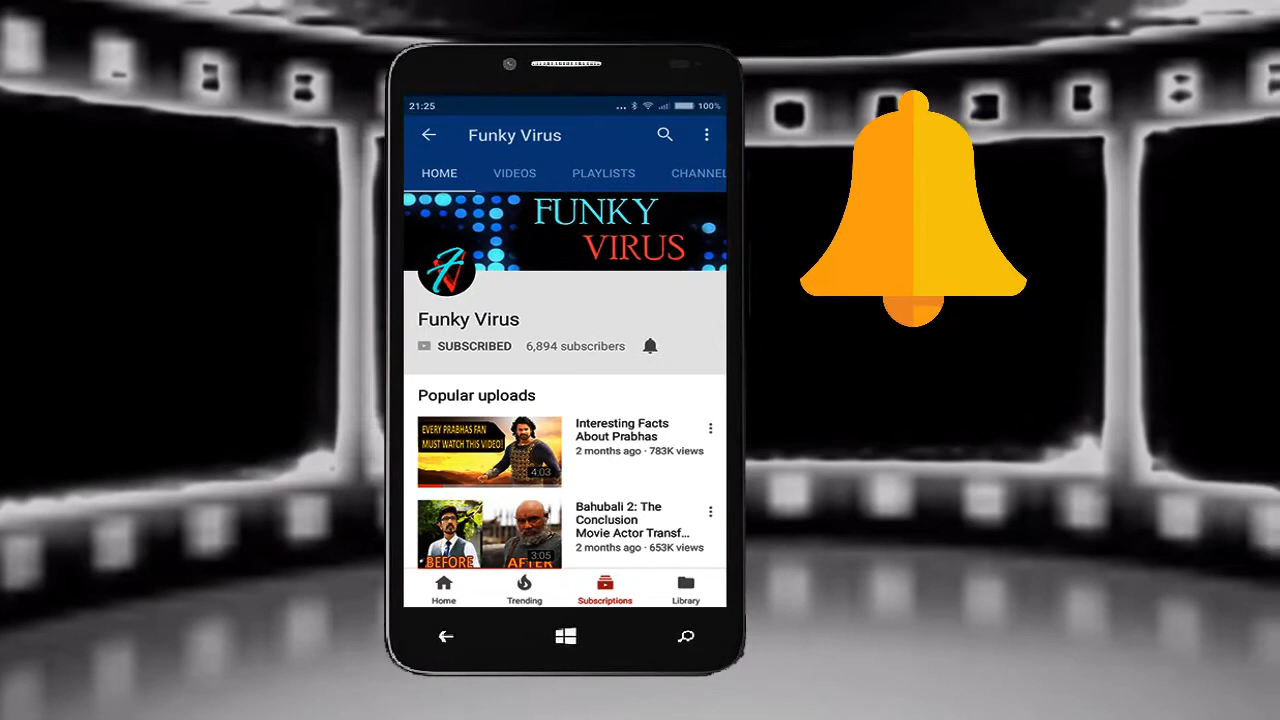 21:25 ... 100%
Funky Virus
HOME VIDEOS PLAYLISTS CHANNEL
FUNKY
VIRUS
FV
Funky Virus
SUBSCRIBED 6,894 subscribers
Popular uploads
EVERY PRABHAS FAN
MUST WATCH THIS VIDEO!
4:03
Interesting Facts
About Prabhas
2 months ago · 783K views
BEFORE AFTER
3:05
Bahubali 2: The
Conclusion
Movie Actor Transf...
2 months ago · 653K views
Home Trending Subscriptions Library